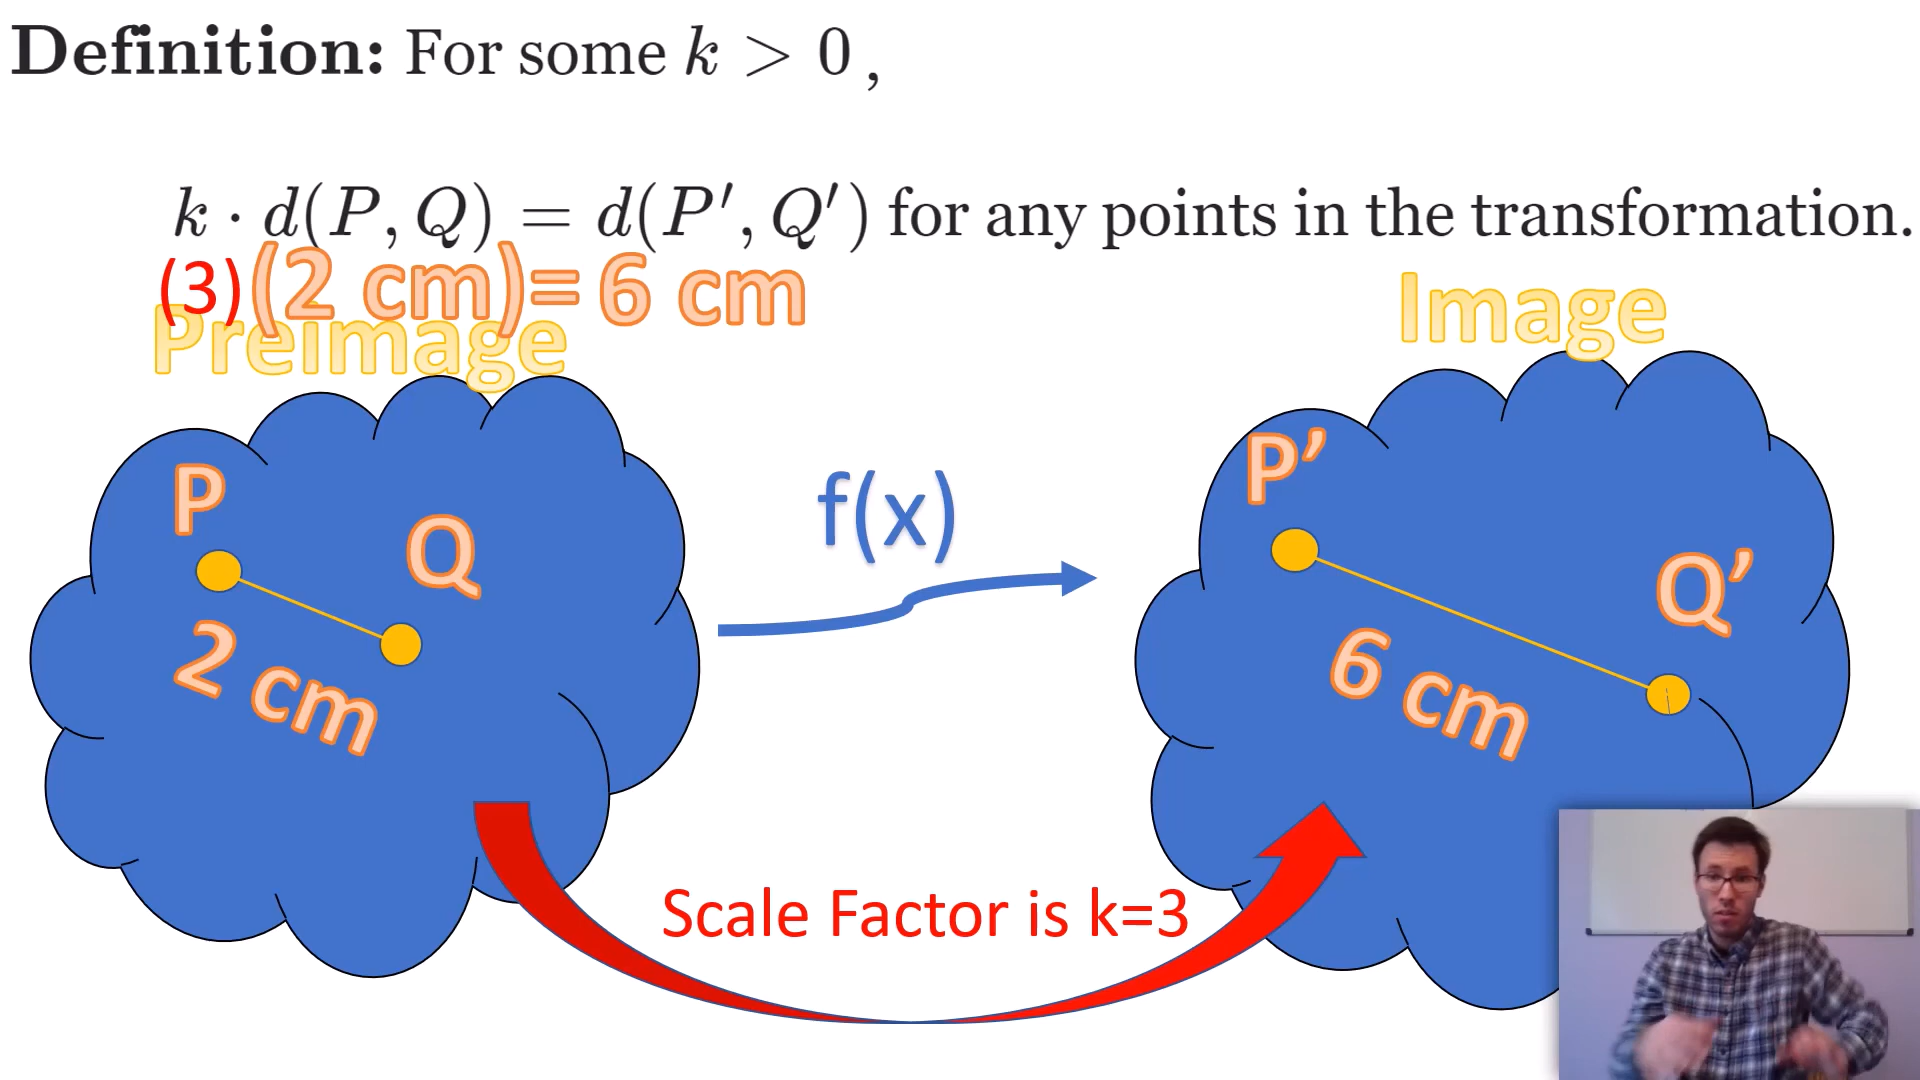 Definition: For some k > 0,
k · d(P, Q) = d(P′, Q′) for any points in the transformation.
(3)(2 cm)= 6 cm
Preimage
Image
P
Q
2 cm
f(x)
P’
Q’
6 cm
Scale Factor is k=3